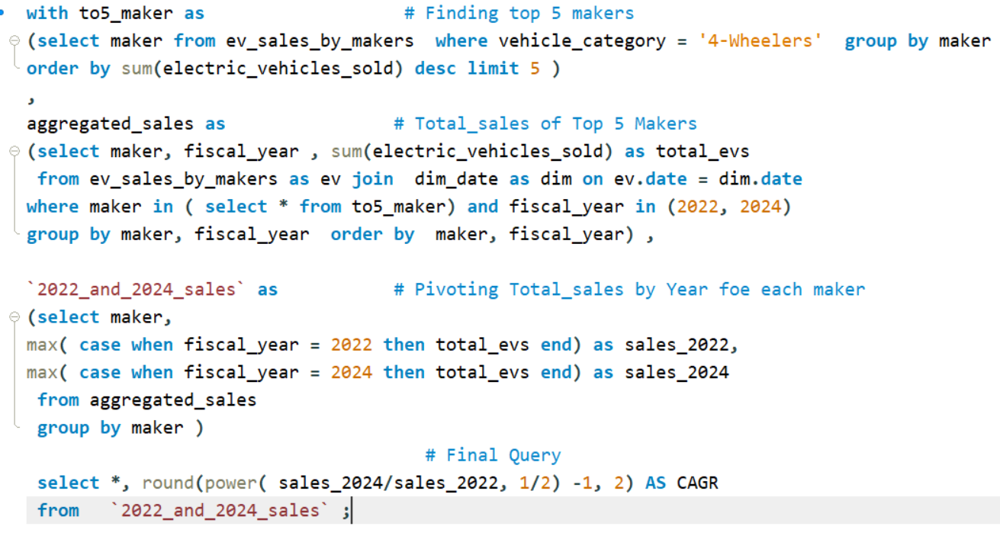 with to5_maker as # Finding top 5 makers
(select maker from ev_sales_by_makers where vehicle_category = '4-Wheelers' group by maker
order by sum(electric_vehicles_sold) desc limit 5 )
,
aggregated_sales as # Total_sales of Top 5 Makers
(select maker, fiscal_year , sum(electric_vehicles_sold) as total_evs
from ev_sales_by_makers as ev join dim_date as dim on ev.date = dim.date
where maker in ( select * from to5_maker) and fiscal_year in (2022, 2024)
group by maker, fiscal_year order by maker, fiscal_year) ,
`2022_and_2024_sales` as # Pivoting Total_sales by Year foe each maker
(select maker,
max( case when fiscal_year = 2022 then total_evs end) as sales_2022,
max( case when fiscal_year = 2024 then total_evs end) as sales_2024
from aggregated_sales
group by maker )
# Final Query
select *, round(power( sales_2024/sales_2022, 1/2) -1, 2) AS CAGR
from `2022_and_2024_sales` ;